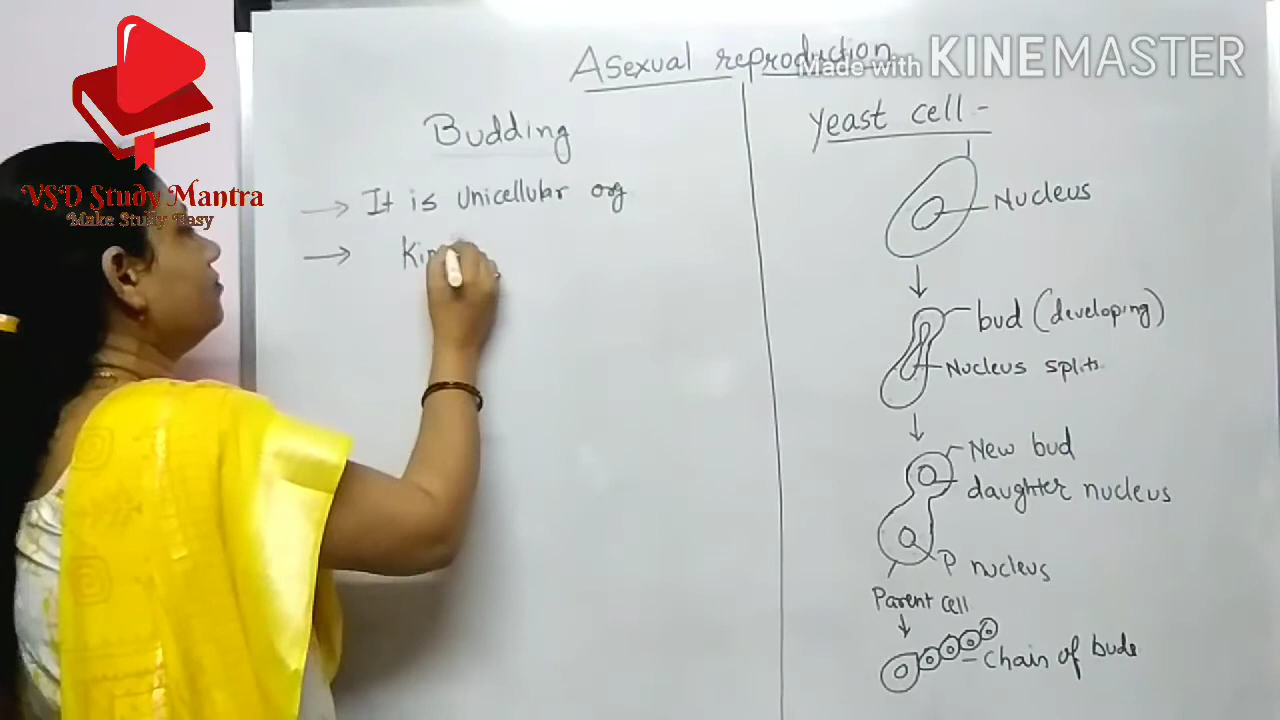 Asexual reproduction
Made with KINEMASTER
VSD Study Mantra
Make Study Easy
Budding
→ It is Unicellular org
→
Yeast cell -
Nucleus
bud (developing)
Nucleus splits
New bud
daughter nucleus
P nucleus
Parent cell
Chain of buds